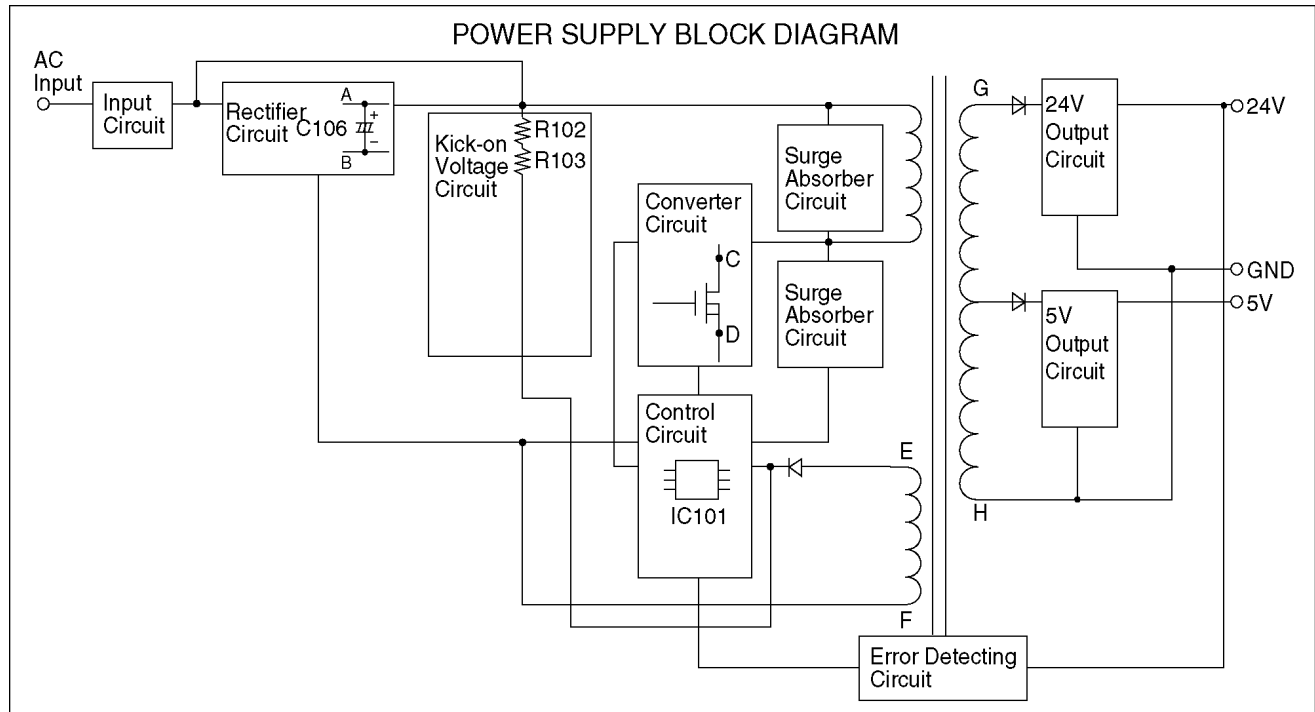 POWER SUPPLY BLOCK DIAGRAM
AC
Input
Input
Circuit
Rectifier
Circuit
A
C106
+
−
B
Kick-on
Voltage
Circuit
R102
R103
Converter
Circuit
C
D
Surge
Absorber
Circuit
Surge
Absorber
Circuit
Control
Circuit
IC101
E
F
G
H
24V
Output
Circuit
5V
Output
Circuit
24V
GND
5V
Error Detecting
Circuit